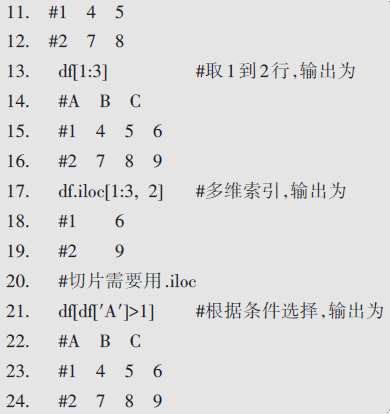 11. #1 4 5
12. #2 7 8
13. df[1:3] #取1到2行,输出为
14. #A B C
15. #1 4 5 6
16. #2 7 8 9
17. df.iloc[1:3, 2] #多维索引,输出为
18. #1 6
19. #2 9
20. #切片需要用.iloc
21. df[df['A']>1] #根据条件选择,输出为
22. #A B C
23. #1 4 5 6
24. #2 7 8 9